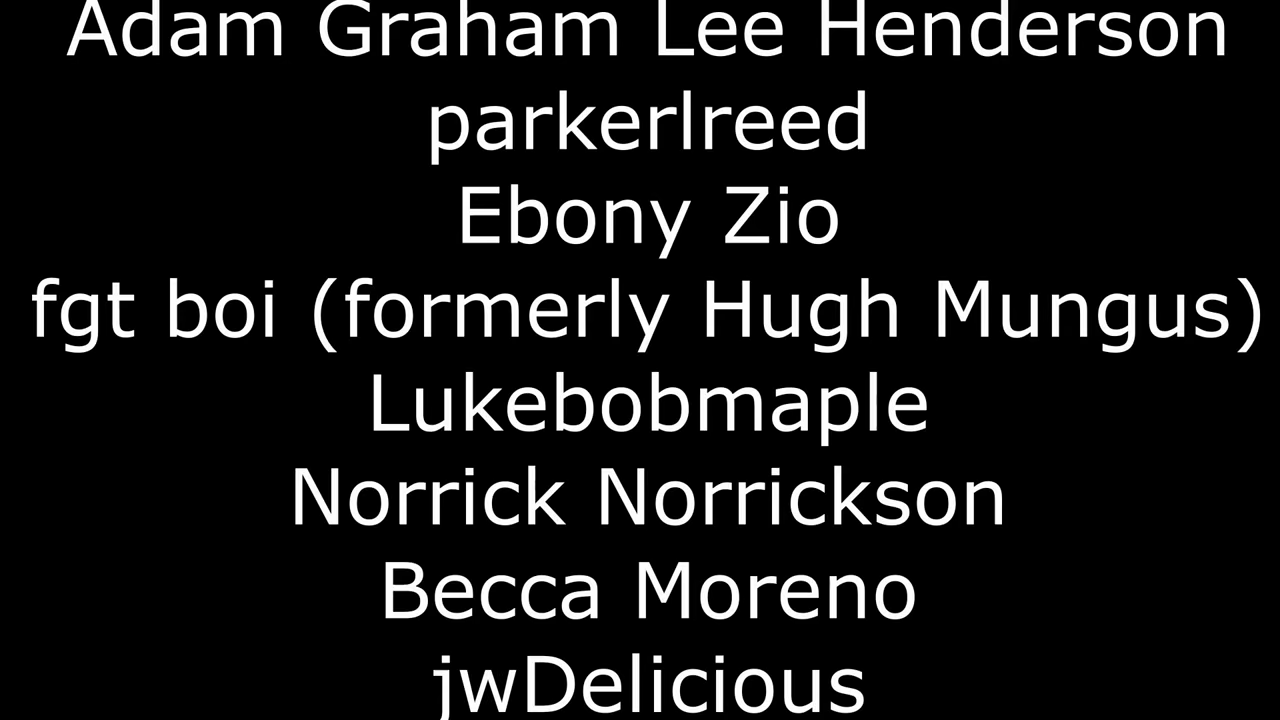 Adam Graham Lee Henderson
parkerlreed
Ebony Zio
fgt boi (formerly Hugh Mungus)
Lukebobmaple
Norrick Norrickson
Becca Moreno
jwDelicious